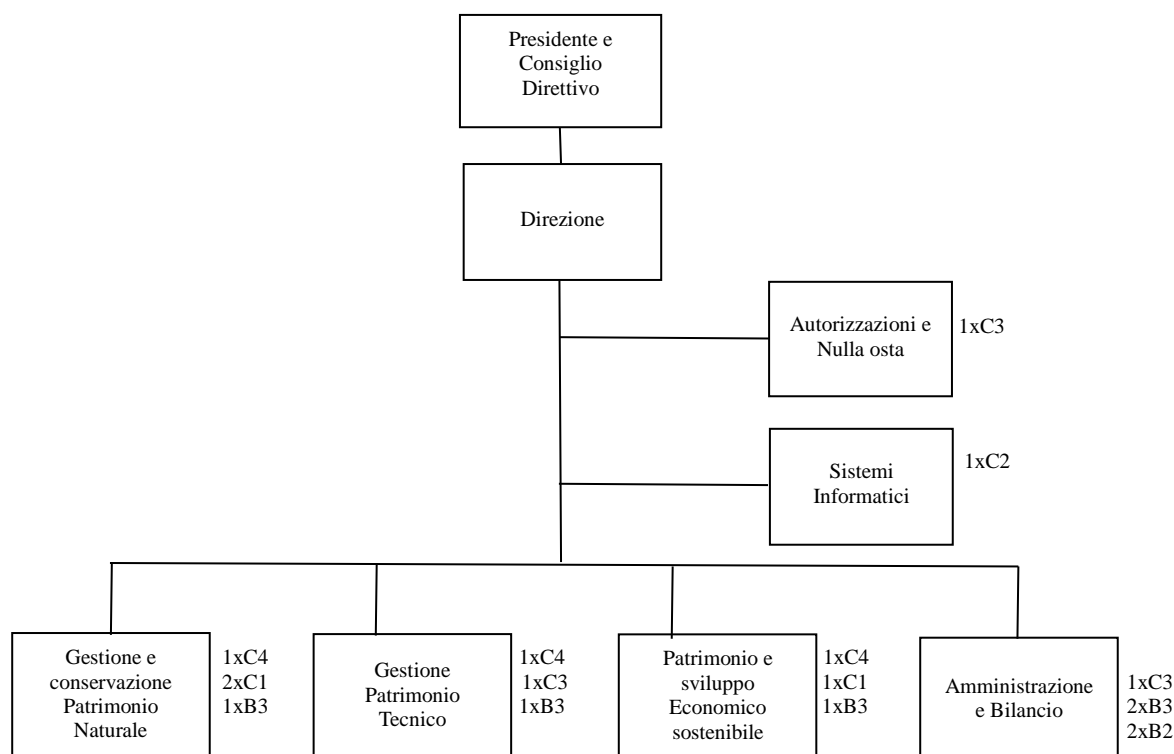 Presidente e
Consiglio
Direttivo
Direzione
Autorizzazioni e
Nulla osta
1xC3
Sistemi
Informatici
1xC2
Gestione e
conservazione
Patrimonio
Naturale
1xC4
2xC1
1xB3
Gestione
Patrimonio
Tecnico
1xC4
1xC3
1xB3
Patrimonio e
sviluppo
Economico
sostenibile
1xC4
1xC1
1xB3
Amministrazione
e Bilancio
1xC3
2xB3
2xB2